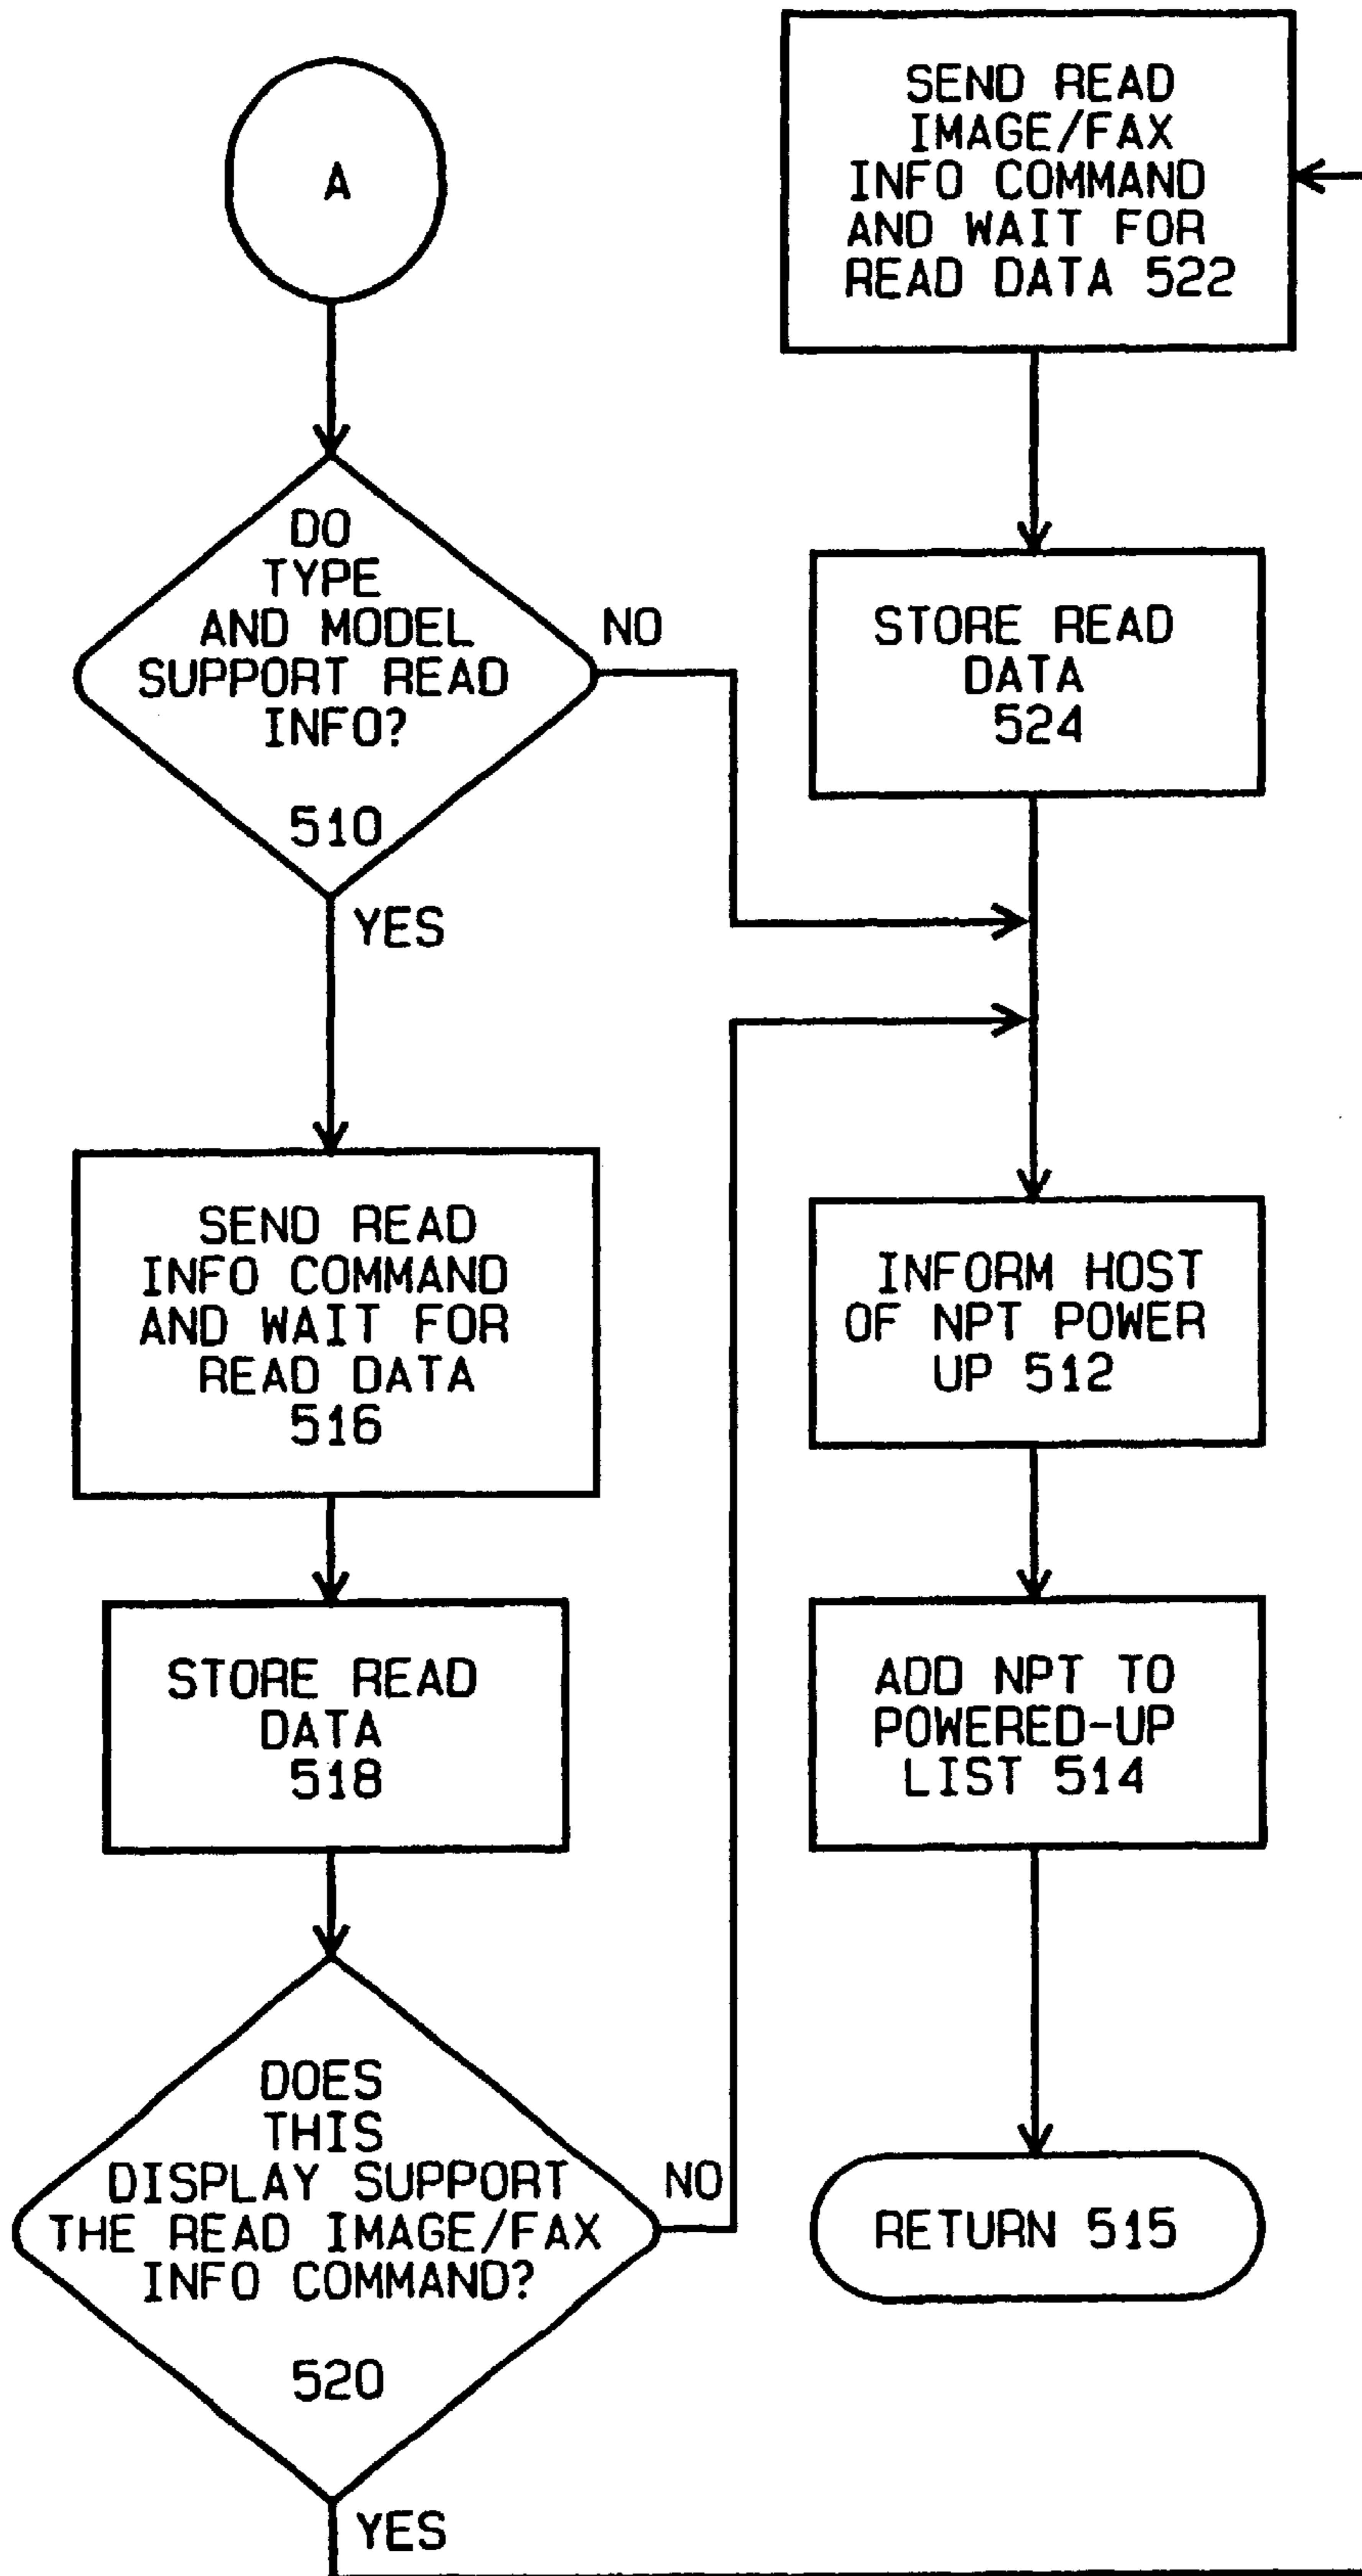 A
DO
TYPE
AND MODEL
SUPPORT READ
INFO?
510
NO
YES
SEND READ
INFO COMMAND
AND WAIT FOR
READ DATA
516
STORE READ
DATA
518
DOES
THIS
DISPLAY SUPPORT
THE READ IMAGE/FAX
INFO COMMAND?
520
NO
YES
SEND READ
IMAGE/FAX
INFO COMMAND
AND WAIT FOR
READ DATA 522
STORE READ
DATA
524
INFORM HOST
OF NPT POWER
UP 512
ADD NPT TO
POWERED-UP
LIST 514
RETURN 515